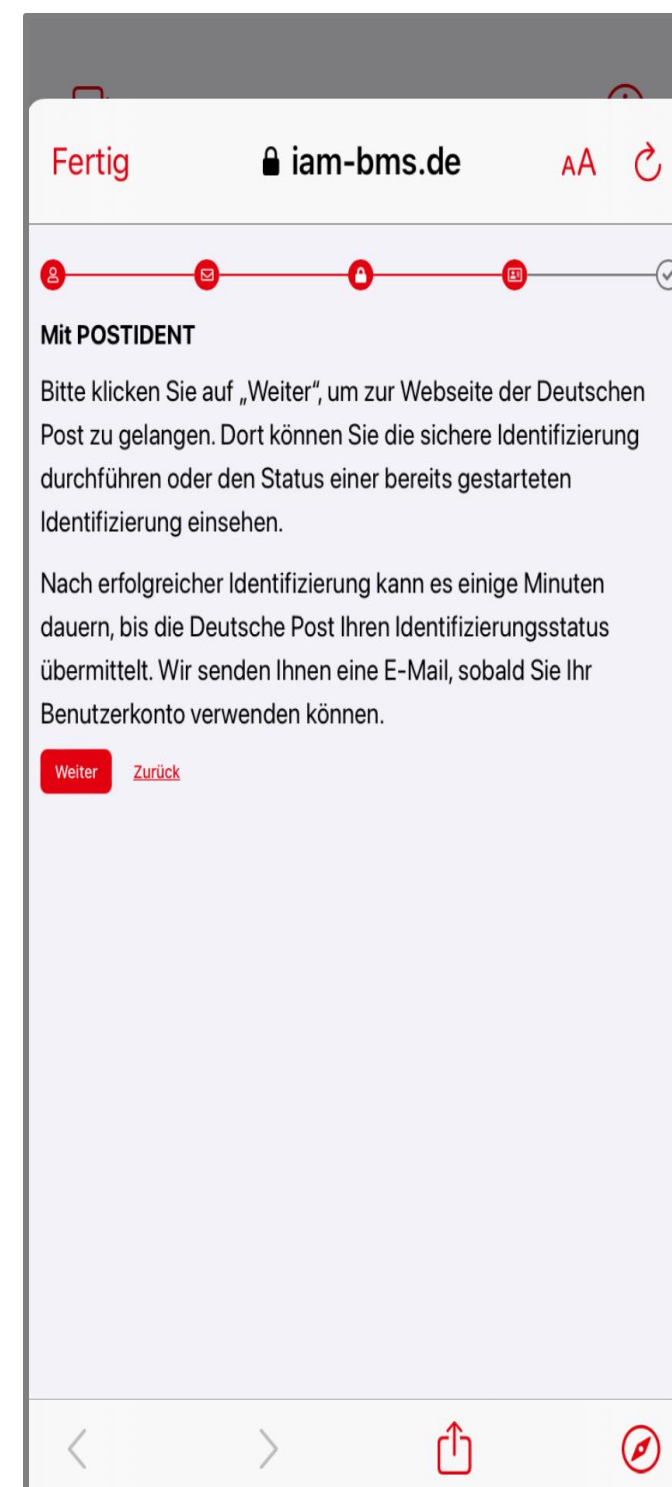 Fertig iam-bms.de AA
Mit POSTIDENT
Bitte klicken Sie auf „Weiter“, um zur Webseite der Deutschen
Post zu gelangen. Dort können Sie die sichere Identifizierung
durchführen oder den Status einer bereits gestarteten
Identifizierung einsehen.
Nach erfolgreicher Identifizierung kann es einige Minuten
dauern, bis die Deutsche Post Ihren Identifizierungsstatus
übermittelt. Wir senden Ihnen eine E-Mail, sobald Sie Ihr
Benutzerkonto verwenden können.
Weiter Zurück